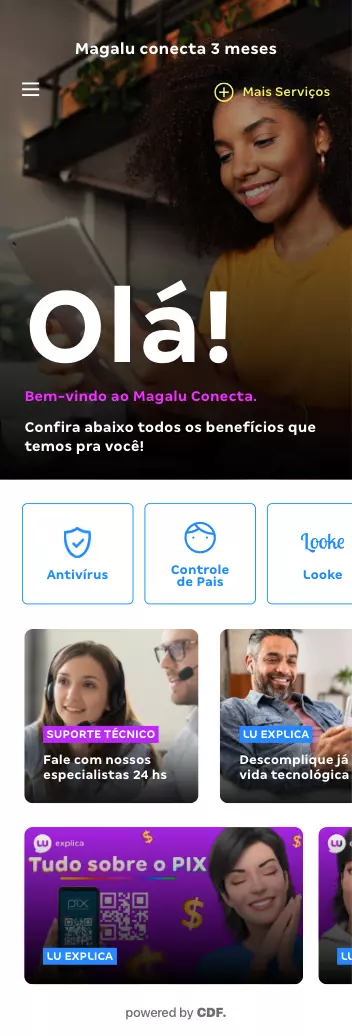 Magalu conecta 3 meses
Mais Serviços
Olá!
Bem-vindo ao Magalu Conecta.
Confira abaixo todos os benefícios que
temos pra você!
Antivírus
Controle
de Pais
Looke
Looke
SUPORTE TÉCNICO
Fale com nossos
especialistas 24 hs
LU EXPLICA
Descomplique já
vida tecnológica
LU explica
Tudo sobre o PIX
PIX
LU EXPLICA
LU
powered by CDF.